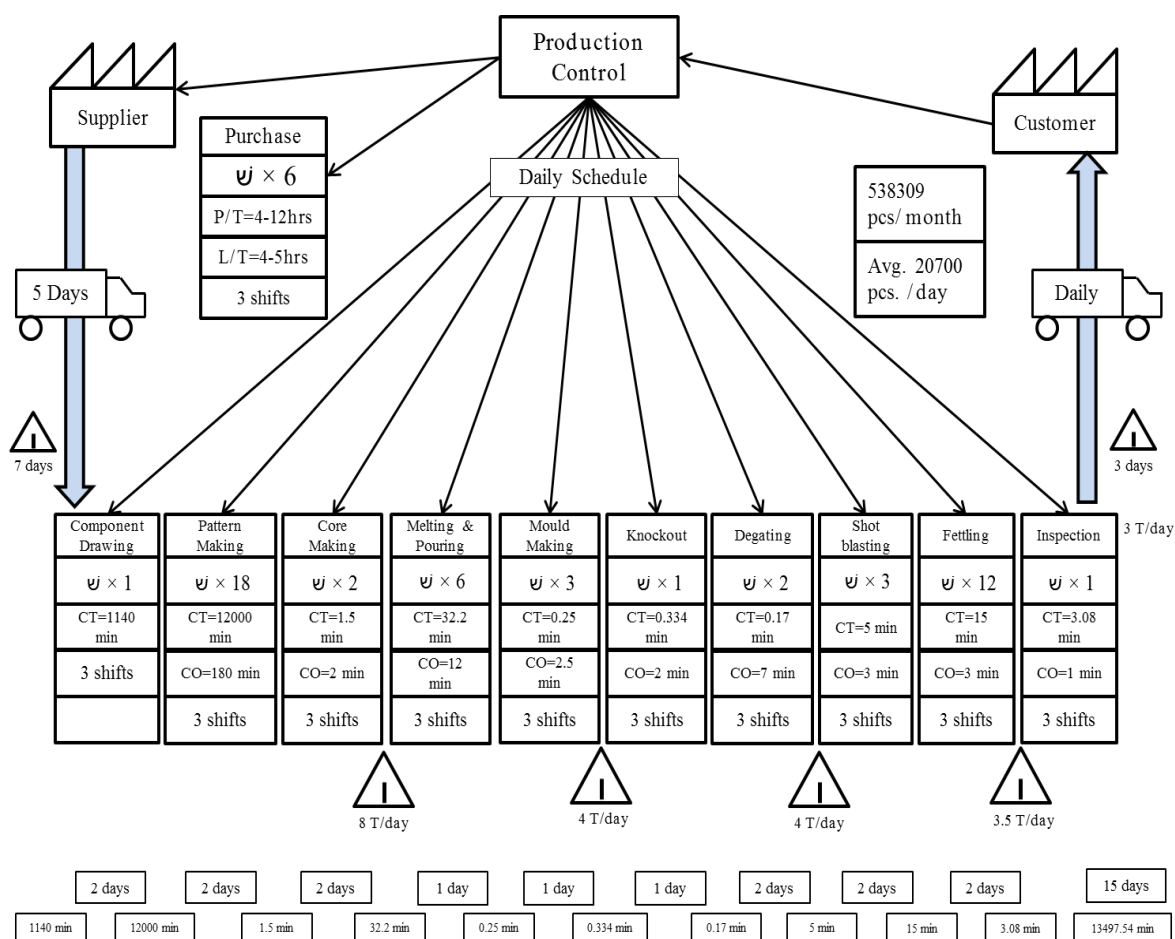 Production
Control
Supplier
Customer
Purchase
× 6
P/T=4-12hrs
L/T=4-5hrs
3 shifts
Daily Schedule
538309
pcs/ month
Avg. 20700
pcs. /day
5 Days
Daily
7 days
3 days
Component
Drawing
× 1
CT=1140
min
3 shifts
Pattern
Making
× 18
CT=12000
min
CO=180 min
3 shifts
Core
Making
× 2
CT=1.5
min
CO=2 min
3 shifts
Melting &
Pouring
× 6
CT=32.2
min
CO=12
min
3 shifts
Mould
Making
× 3
CT=0.25
min
CO=2.5
min
3 shifts
Knockout
× 1
CT=0.334
min
CO=2 min
3 shifts
Degating
× 2
CT=0.17
min
CO=7 min
3 shifts
Shot
blasting
× 3
CT=5 min
CO=3 min
3 shifts
Fettling
× 12
CT=15
min
CO=3 min
3 shifts
Inspection
× 1
CT=3.08
min
CO=1 min
3 shifts
3 T/day
8 T/day
4 T/day
4 T/day
3.5 T/day
2 days
2 days
2 days
1 day
1 day
1 day
2 days
2 days
2 days
15 days
1140 min
12000 min
1.5 min
32.2 min
0.25 min
0.334 min
0.17 min
5 min
15 min
3.08 min
13497.54 min